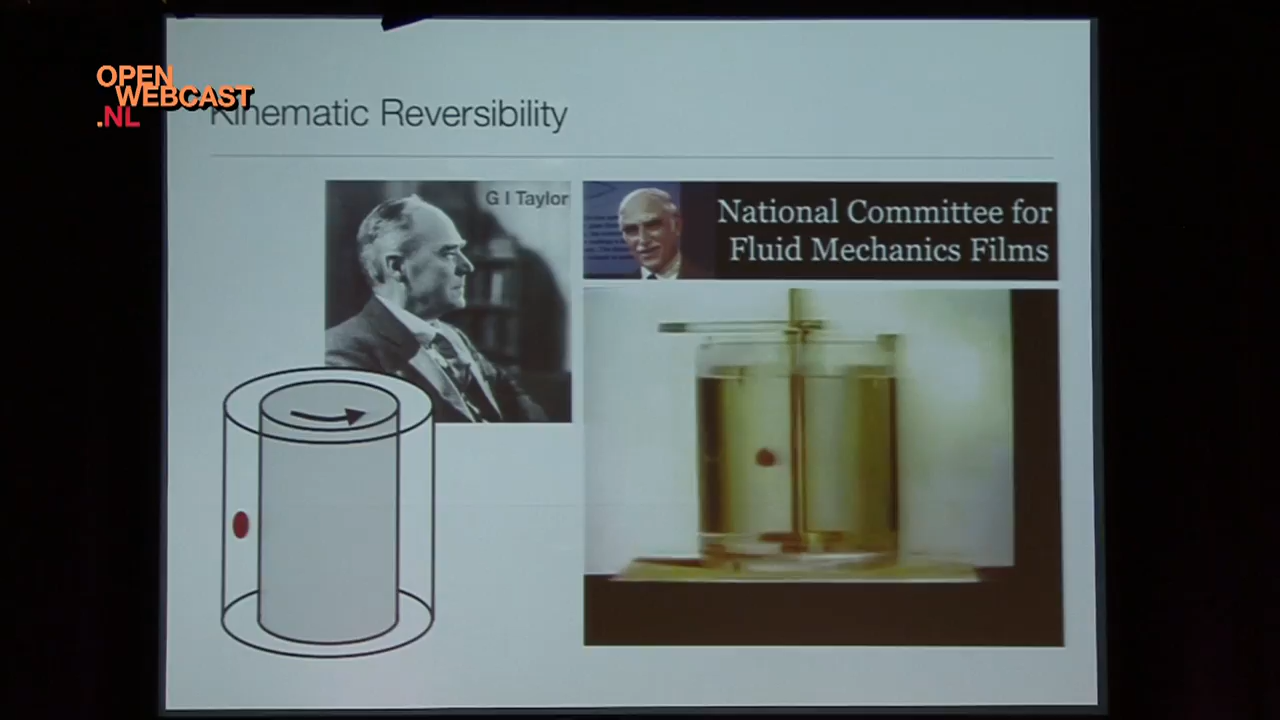 OPEN
WEBCAST
.NL
Kinematic Reversibility
G I Taylor
National Committee for
Fluid Mechanics Films